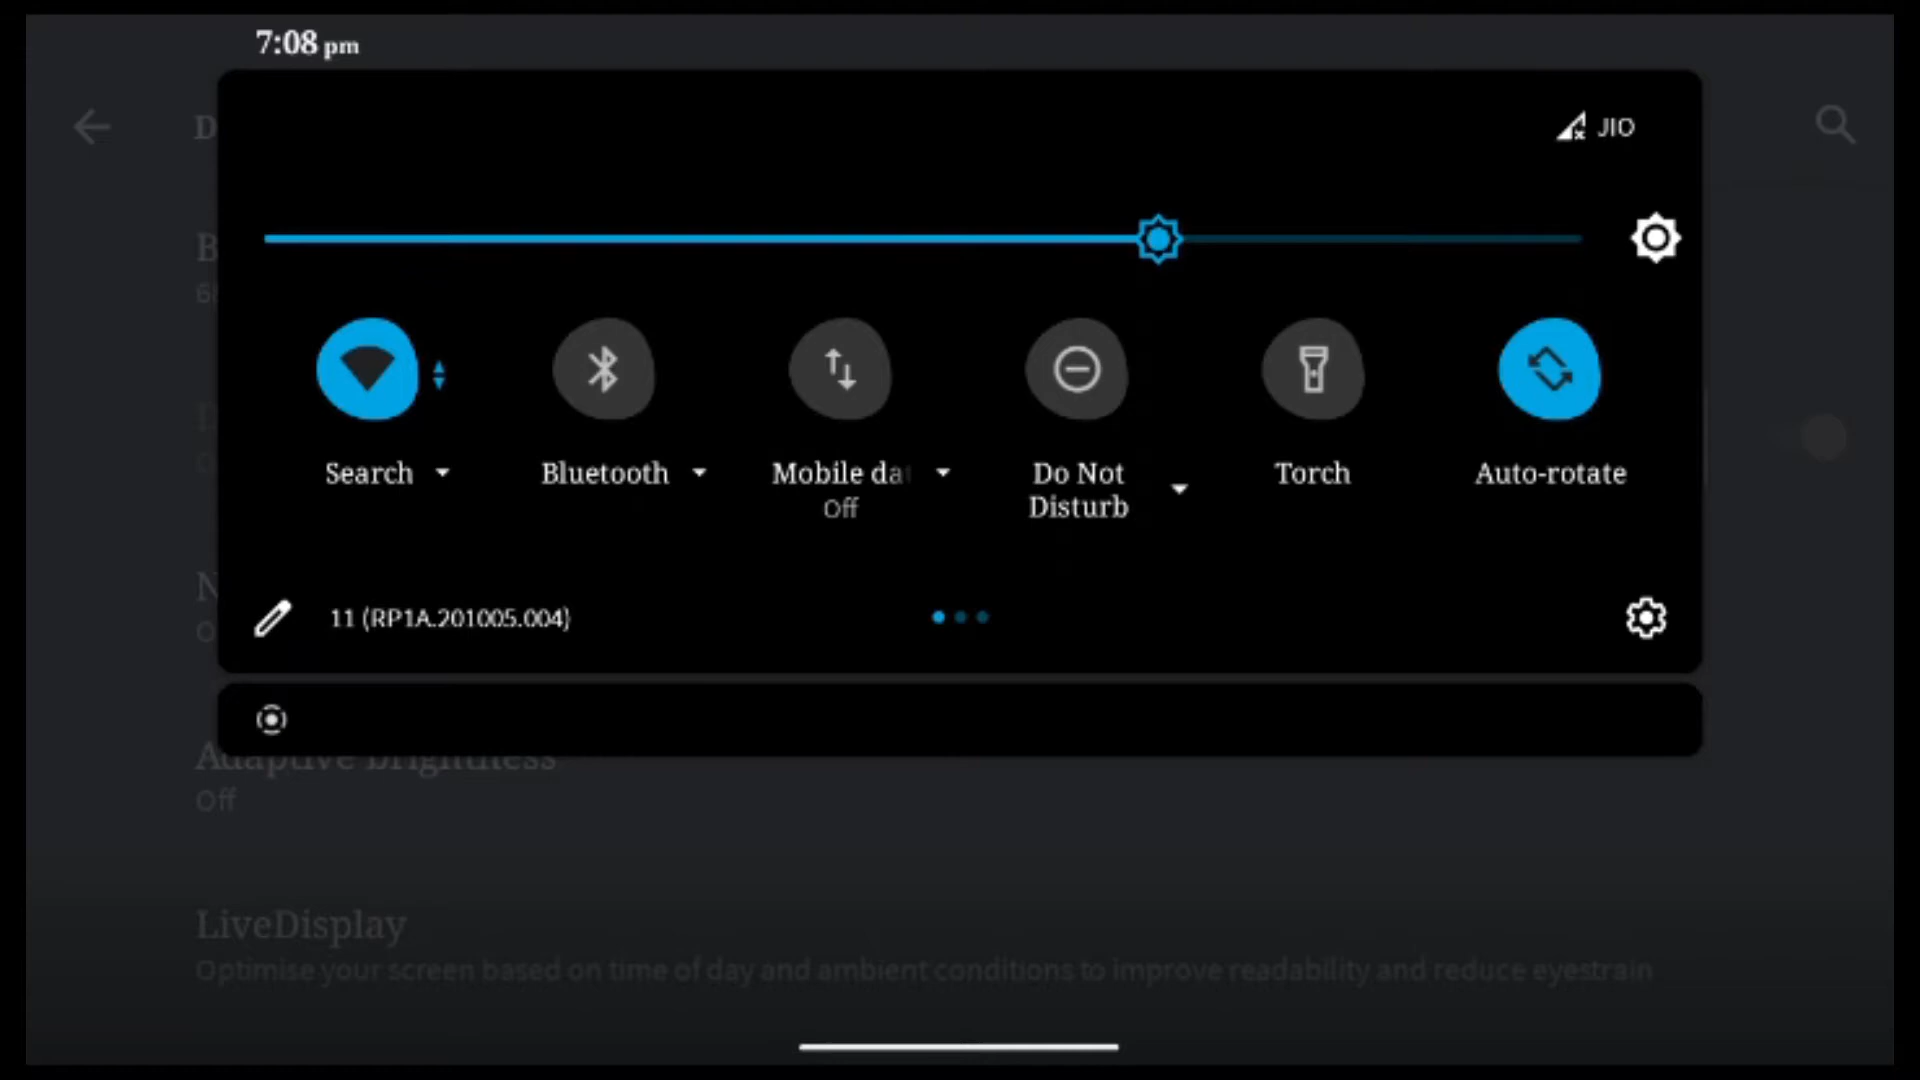 7:08 pm
JIO
Search
Bluetooth
Mobile da
Off
Do Not
Disturb
Torch
Auto-rotate
11 (RP1A.201005.004)
Adaptive brightness
Off
LiveDisplay
Optimise your screen based on time of day and ambient conditions to improve readability and reduce eyestrain